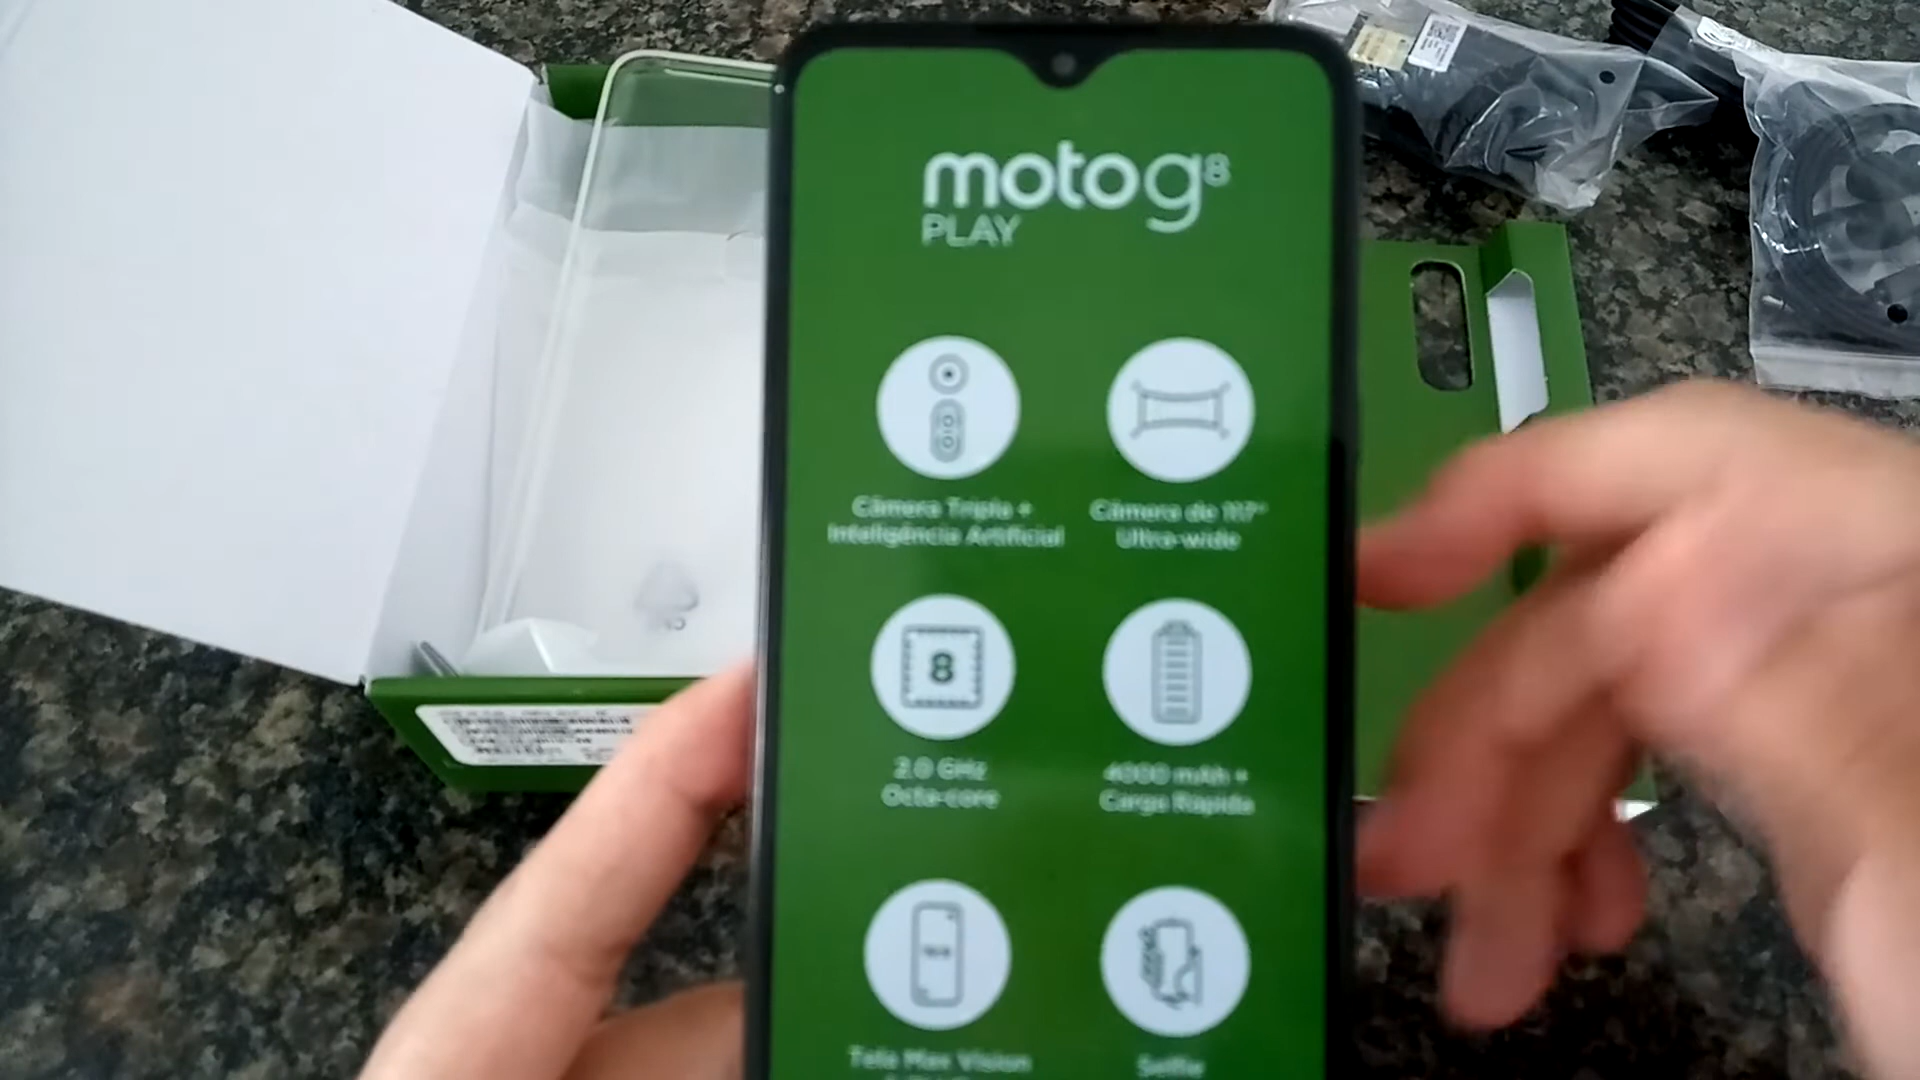 moto g8
PLAY
Câmera Tripla +
Inteligência Artificial
Câmera de 117°
Ultra-wide
8
2.0 GHz
Octa-core
4000 mAh +
Carga Rápida
Tela Max Vision
Selfie